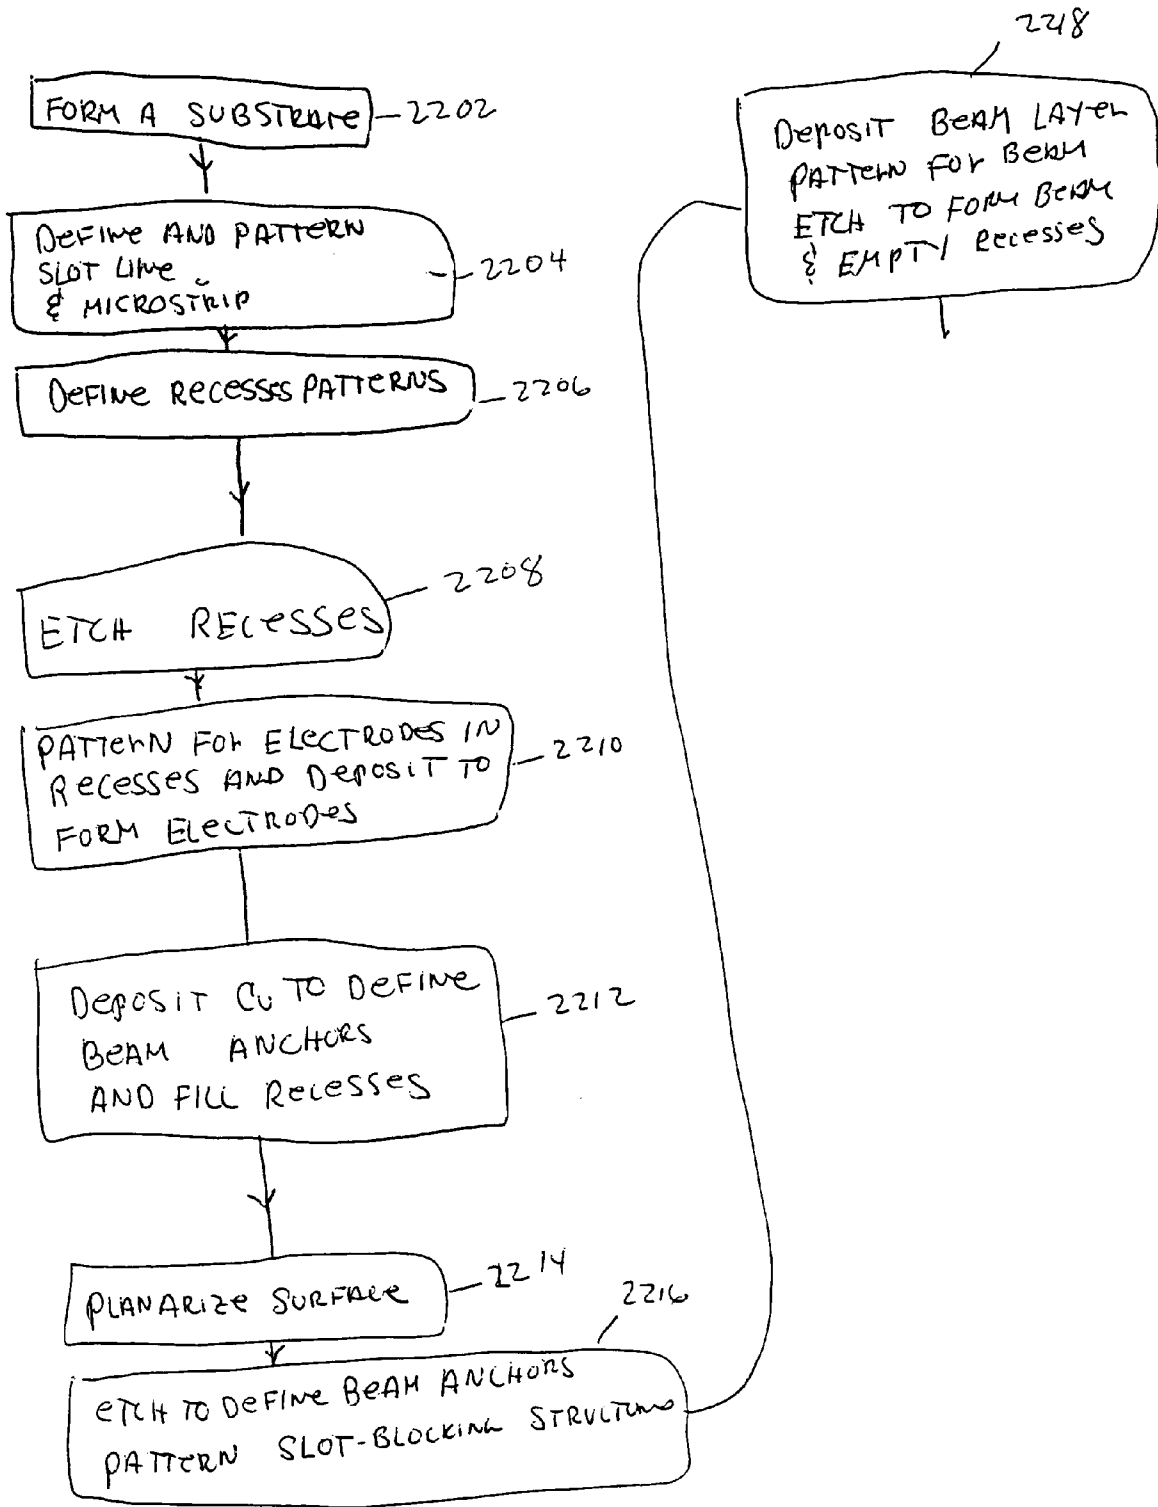 FORM A SUBSTRATE
2202
DEFINE AND PATTERN
SLOT LINE
& MICROSTRIP
2204
DEFINE RECESSES PATTERNS
2206
ETCH RECESSES
2208
PATTERN FOR ELECTRODES IN
RECESSES AND DEPOSIT TO
FORM ELECTRODES
2210
DEPOSIT Cu TO DEFINE
BEAM ANCHORS
AND FILL RECESSES
2212
PLANARIZE SURFACE
2214
2216
ETCH TO DEFINE BEAM ANCHORS
PATTERN SLOT-BLOCKING STRUCTURES
2218
DEPOSIT BEAM LAYER
PATTERN FOR BEAM
ETCH TO FORM BEAM
& EMPTY RECESSES